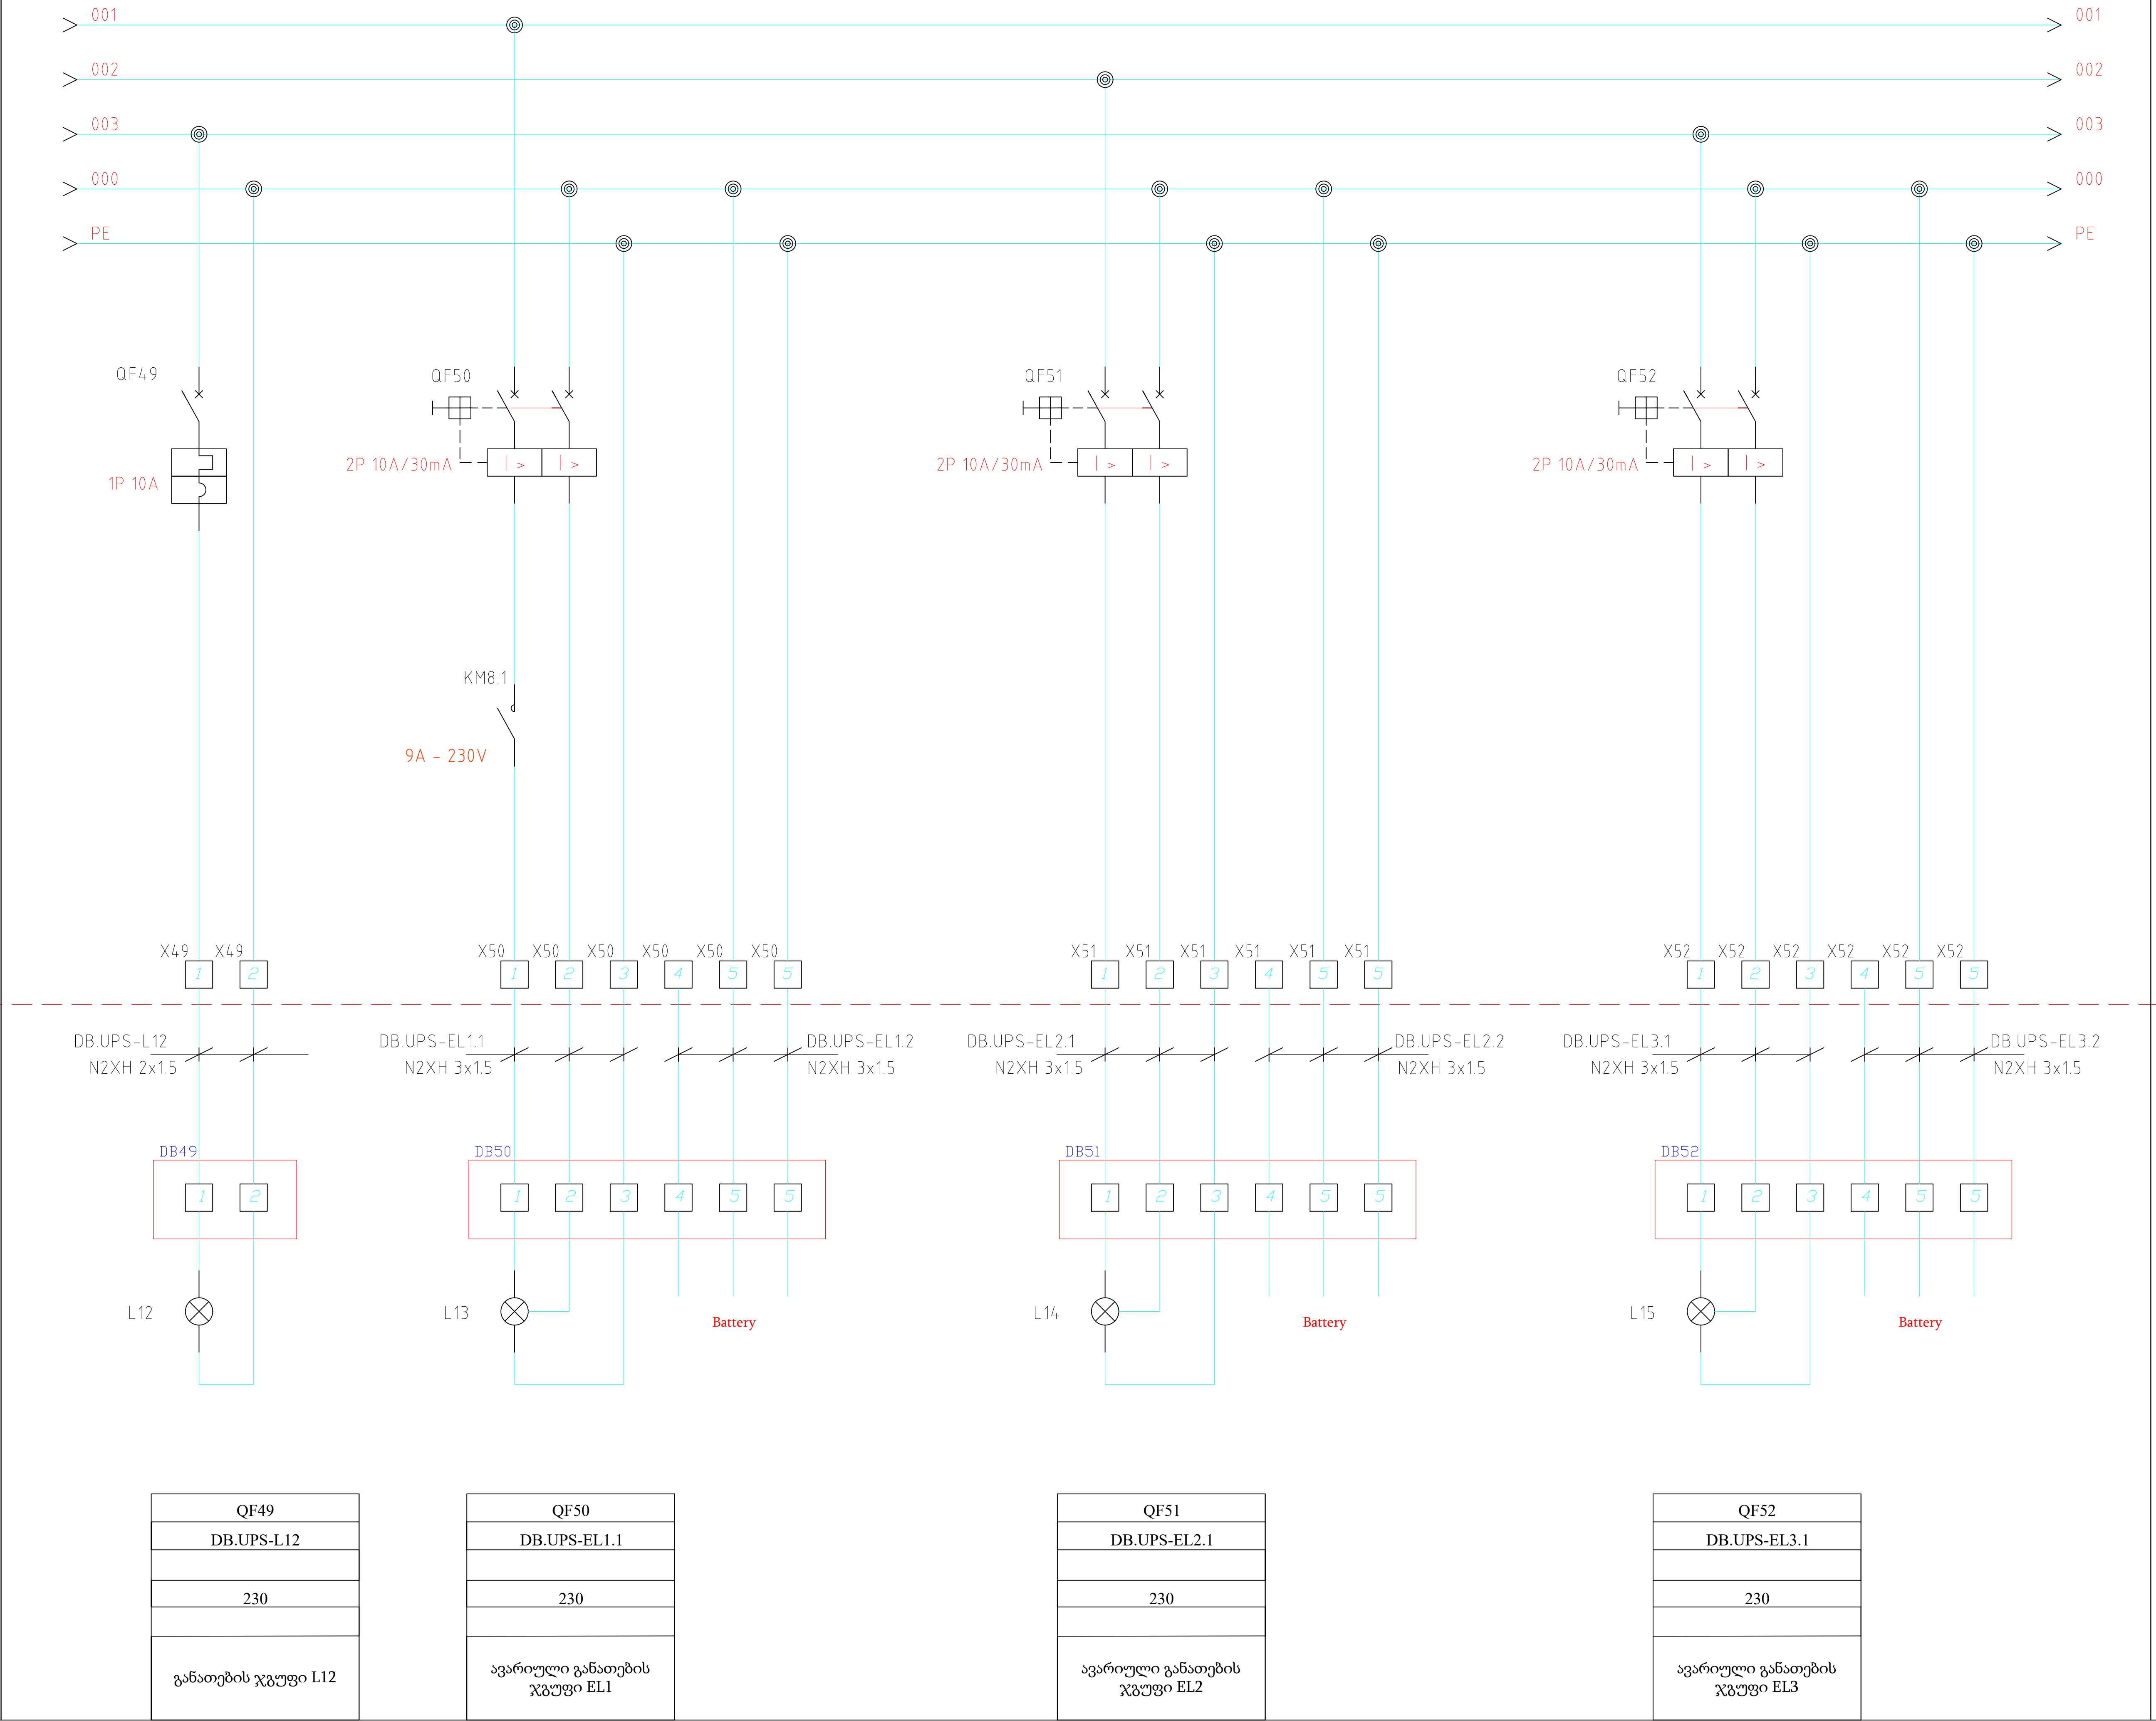 001 001
002 002
003 003
000 000
PE PE
QF49 QF50 QF51 QF52
2P 10A/30mA I > I > 2P 10A/30mA I > I > 2P 10A/30mA I > I >
1P 10A
KM8.1
9A - 230V
X49 X49 X50 X50 X50 X50 X50 X50 X51 X51 X51 X51 X51 X51 X52 X52 X52 X52 X52 X52
1 2 1 2 3 4 5 5 1 2 3 4 5 5 1 2 3 4 5 5
DB.UPS-L12 DB.UPS-EL1.1 DB.UPS-EL1.2 DB.UPS-EL2.1 DB.UPS-EL2.2 DB.UPS-EL3.1 DB.UPS-EL3.2
N2XH 2x1.5 N2XH 3x1.5 N2XH 3x1.5 N2XH 3x1.5 N2XH 3x1.5 N2XH 3x1.5 N2XH 3x1.5
DB49 DB50 DB51 DB52
1 2 1 2 3 4 5 5 1 2 3 4 5 5 1 2 3 4 5 5
L12 L13 L14 L15
Battery Battery Battery
QF49
DB.UPS-L12
230
განათების ჯგუფი L12
QF50
DB.UPS-EL1.1
230
ავარიული განათების
ჯგუფი EL1
QF51
DB.UPS-EL2.1
230
ავარიული განათების
ჯგუფი EL2
QF52
DB.UPS-EL3.1
230
ავარიული განათების
ჯგუფი EL3